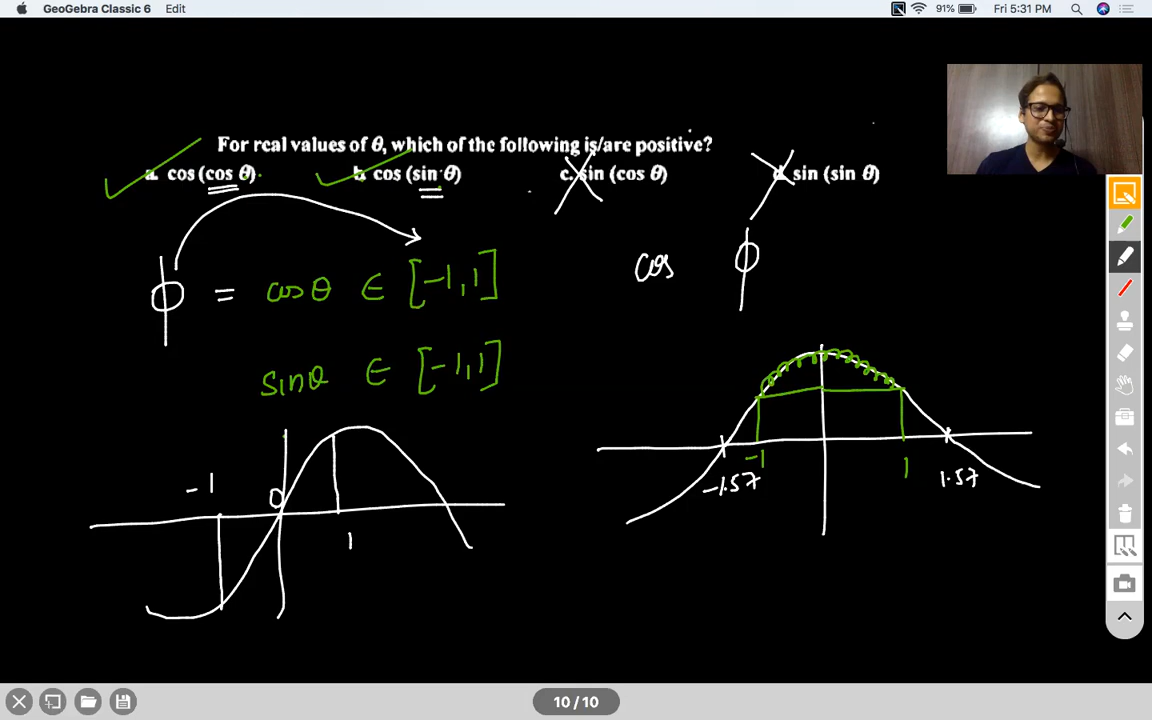 GeoGebra Classic 6 Edit 91% Fri 5:31 PM
For real values of θ, which of the following is/are positive?
a. cos (cos θ) b. cos (sin θ) c. sin (cos θ) d. sin (sin θ)
cos ϕ
ϕ = cosθ ∈ [-1,1]
sinθ ∈ [-1,1]
-1 0 1
-1.57 -1 1 1.57
10 / 10